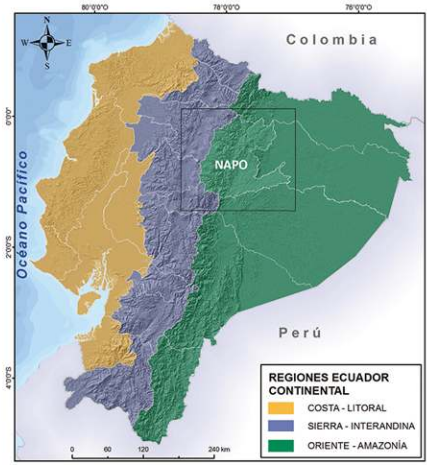 80°0'0"
78°0'0"
76°0'0"
N
W E
S
Colombia
0°0'0"
NAPO
Océano Pacífico
2°0'0"S
Perú
4°0'0"S
REGIONES ECUADOR
CONTINENTAL
COSTA - LITORAL
SIERRA - INTERANDINA
ORIENTE - AMAZONÍA
0 60 120 240 km